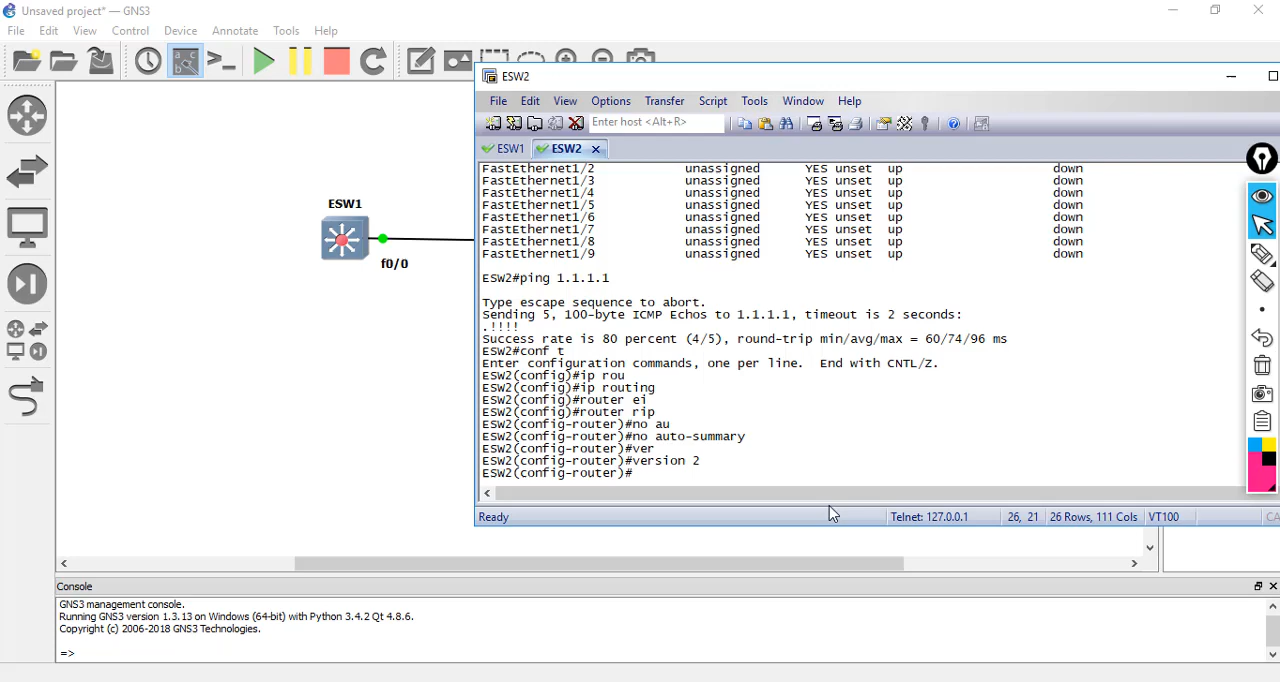 Unsaved project* — GNS3
File Edit View Control Device Annotate Tools Help
ESW2
File Edit View Options Transfer Script Tools Window Help
Enter host <Alt+R>
ESW1 ESW2
FastEthernet1/2 unassigned YES unset up down
FastEthernet1/3 unassigned YES unset up down
FastEthernet1/4 unassigned YES unset up down
FastEthernet1/5 unassigned YES unset up down
FastEthernet1/6 unassigned YES unset up down
FastEthernet1/7 unassigned YES unset up down
FastEthernet1/8 unassigned YES unset up down
FastEthernet1/9 unassigned YES unset up down
ESW2#ping 1.1.1.1
Type escape sequence to abort.
Sending 5, 100-byte ICMP Echos to 1.1.1.1, timeout is 2 seconds:
.!!!!
Success rate is 80 percent (4/5), round-trip min/avg/max = 60/74/96 ms
ESW2#conf t
Enter configuration commands, one per line.  End with CNTL/Z.
ESW2(config)#ip rou
ESW2(config)#ip routing
ESW2(config)#router ei
ESW2(config)#router rip
ESW2(config-router)#no au
ESW2(config-router)#no auto-summary
ESW2(config-router)#ver
ESW2(config-router)#version 2
ESW2(config-router)#
Ready Telnet: 127.0.0.1 26, 21 26 Rows, 111 Cols VT100 CA
ESW1
f0/0
Console
GNS3 management console.
Running GNS3 version 1.3.13 on Windows (64-bit) with Python 3.4.2 Qt 4.8.6.
Copyright (c) 2006-2018 GNS3 Technologies.
=>